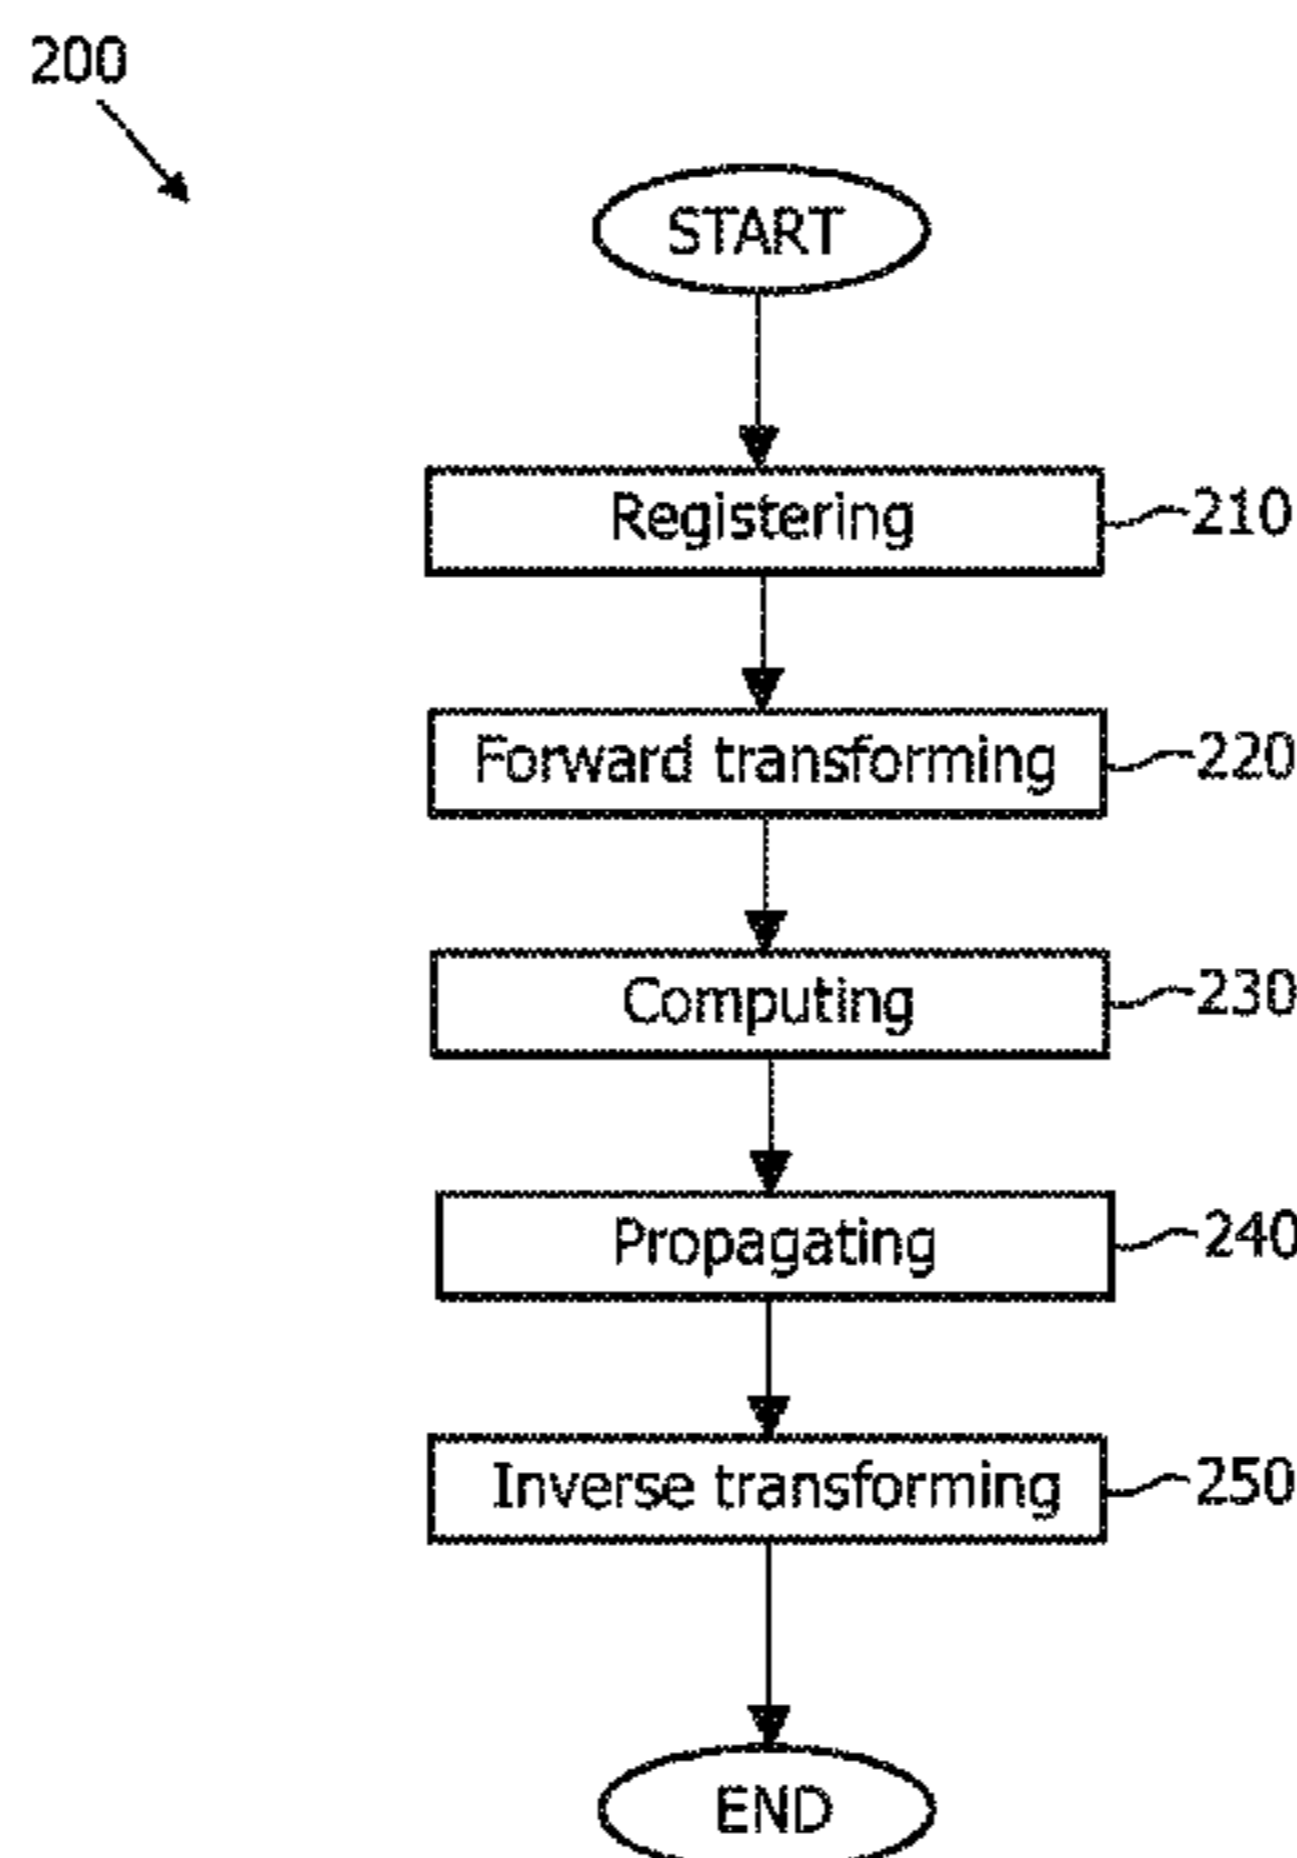 200
START
Registering 210
Forward transforming 220
Computing 230
Propagating 240
Inverse transforming 250
END